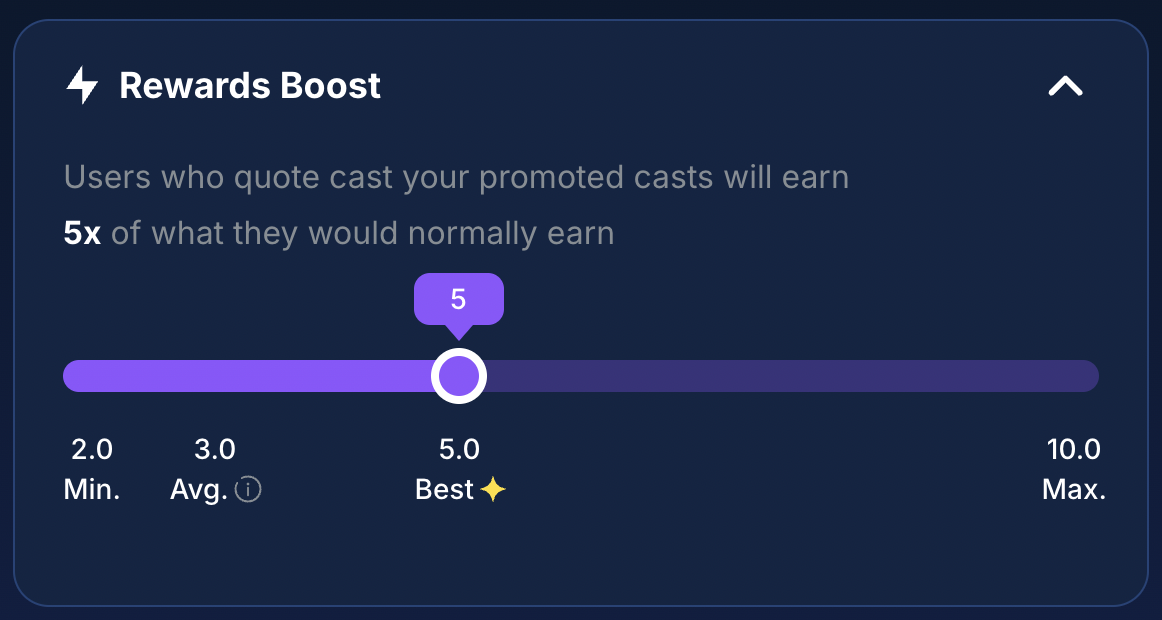 Rewards Boost
Users who quote cast your promoted casts will earn
5x of what they would normally earn
5
2.0 3.0 5.0 10.0
Min. Avg. Best Max.